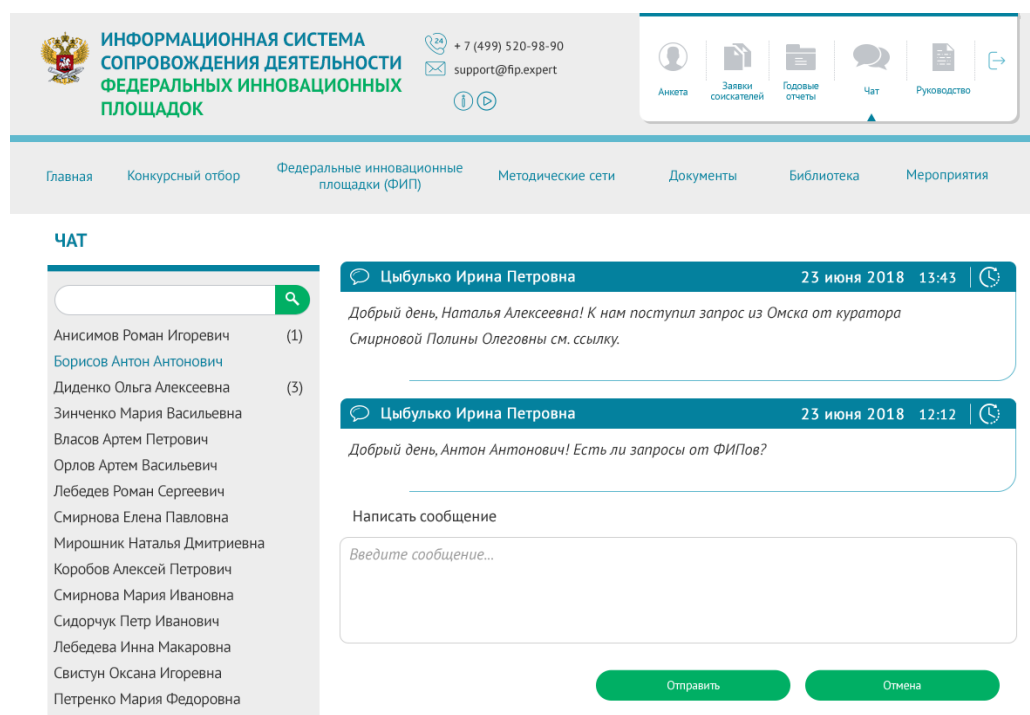 ИНФОРМАЦИОННАЯ СИСТЕМА
СОПРОВОЖДЕНИЯ ДЕЯТЕЛЬНОСТИ
ФЕДЕРАЛЬНЫХ ИННОВАЦИОННЫХ
ПЛОЩАДОК
24
+ 7 (499) 520-98-90
support@fip.expert
Анкета
Заявки
соискателей
Годовые
отчеты
Чат
Руководство
Главная
Конкурсный отбор
Федеральные инновационные
площадки (ФИП)
Методические сети
Документы
Библиотека
Мероприятия
ЧАТ
Анисимов Роман Игоревич (1)
Борисов Антон Антонович
Диденко Ольга Алексеевна (3)
Зинченко Мария Васильевна
Власов Артем Петрович
Орлов Артем Васильевич
Лебедев Роман Сергеевич
Смирнова Елена Павловна
Мирошник Наталья Дмитриевна
Коробов Алексей Петрович
Смирнова Мария Ивановна
Сидорчук Петр Иванович
Лебедева Инна Макаровна
Свистун Оксана Игоревна
Петренко Мария Федоровна
Цыбулько Ирина Петровна 23 июня 2018 13:43
Добрый день, Наталья Алексеевна! К нам поступил запрос из Омска от куратора
Смирновой Полины Олеговны см. ссылку.
Цыбулько Ирина Петровна 23 июня 2018 12:12
Добрый день, Антон Антонович! Есть ли запросы от ФИПов?
Написать сообщение
Введите сообщение...
Отправить
Отмена